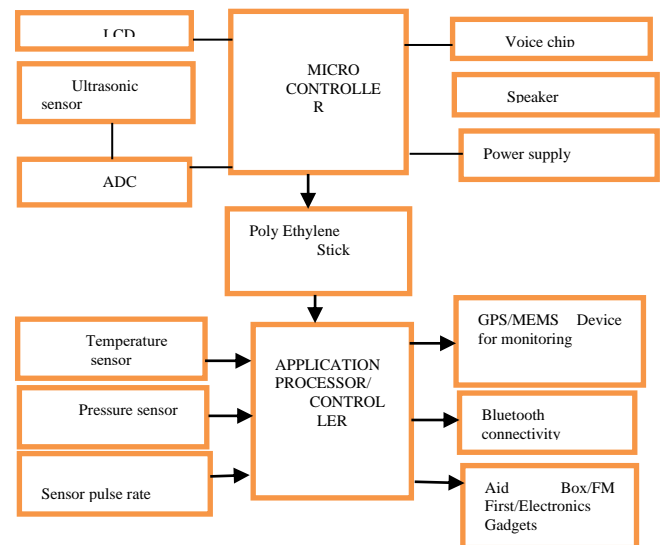 LCD
Voice chip
MICRO
CONTROLLE
R
Ultrasonic
sensor
Speaker
Power supply
ADC
Poly Ethylene
Stick
Temperature
sensor
Pressure sensor
Sensor pulse rate
APPLICATION
PROCESSOR/
CONTROL
LER
GPS/MEMS Device
for monitoring
Bluetooth
connectivity
Aid Box/FM
First/Electronics
Gadgets